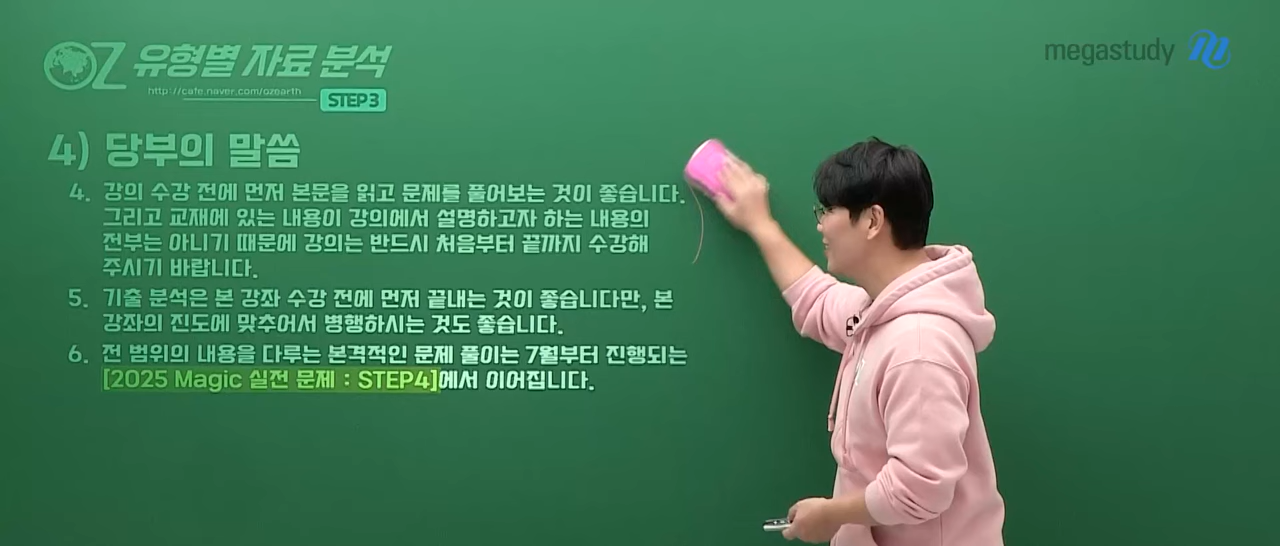 OZ 유형별 자료 분석
http://cafe.naver.com/ozearth
STEP 3
megastudy
4) 당부의 말씀
4. 강의 수강 전에 먼저 본문을 읽고 문제를 풀어보는 것이 좋습니다.
그리고 교재에 있는 내용이 강의에서 설명하고자 하는 내용의
전부는 아니기 때문에 강의는 반드시 처음부터 끝까지 수강해
주시기 바랍니다.
5. 기출 분석은 본 강좌 수강 전에 먼저 끝내는 것이 좋습니다만, 본
강좌의 진도에 맞추어서 병행하시는 것도 좋습니다.
6. 전 범위의 내용을 다루는 본격적인 문제 풀이는 7월부터 진행되는
[2025 Magic 실전 문제 : STEP4]에서 이어집니다.